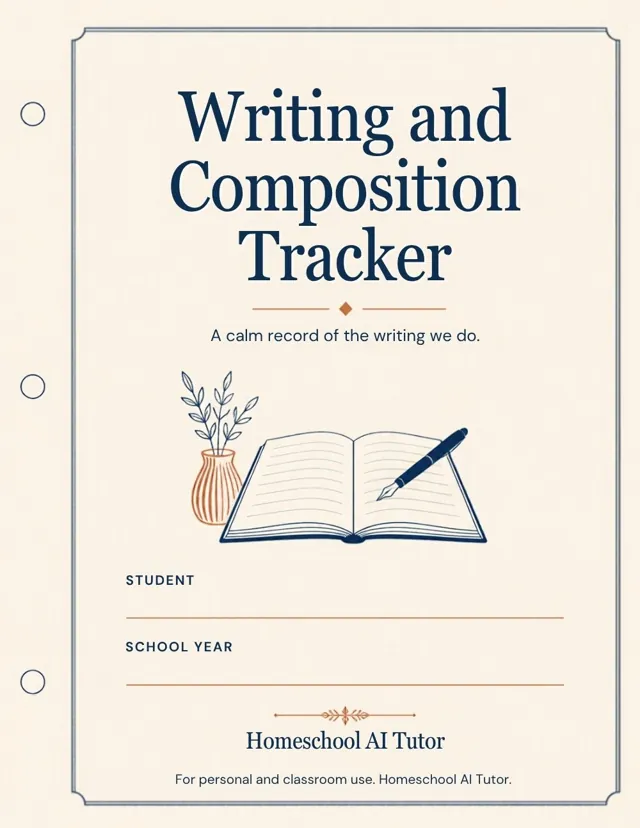 Writing and
Composition
Tracker
A calm record of the writing we do.
STUDENT
SCHOOL YEAR
Homeschool AI Tutor
For personal and classroom use. Homeschool AI Tutor.